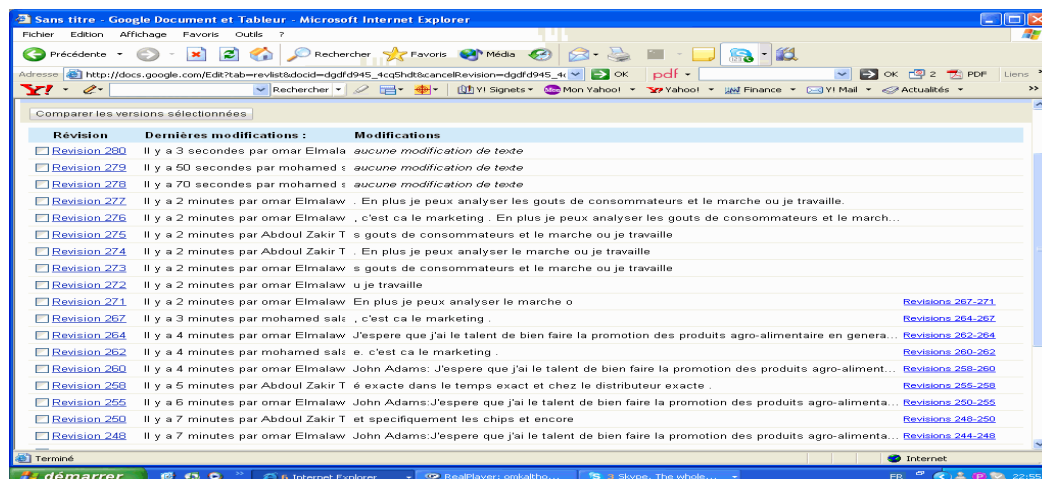 Sans titre - Google Document et Tableur - Microsoft Internet Explorer
Fichier Edition Affichage Favoris Outils ?
Précédente Rechercher Favoris Média
Adresse http://docs.google.com/Edit?tab=revlist&docid=dgdfd945_4cq5hdt&cancelRevision=dgdfd945_4c OK pdf OK 2 PDF Liens »
Y! Rechercher Y! Signets Mon Yahoo! Yahoo! Finance Y! Mail Actualités »
Comparer les versions sélectionnées
Révision Dernières modifications : Modifications
Revision 280 Il y a 3 secondes par omar Elmala aucune modification de texte
Revision 279 Il y a 50 secondes par mohamed s aucune modification de texte
Revision 278 Il y a 70 secondes par mohamed s aucune modification de texte
Revision 277 Il y a 2 minutes par omar Elmalaw . En plus je peux analyser les gouts de consommateurs et le marche ou je travaille.
Revision 276 Il y a 2 minutes par omar Elmalaw , c'est ca le marketing . En plus je peux analyser les gouts de consommateurs et le march...
Revision 275 Il y a 2 minutes par Abdoul Zakir T s gouts de consommateurs et le marche ou je travaille
Revision 274 Il y a 2 minutes par Abdoul Zakir T . En plus je peux analyser le marche ou je travaille
Revision 273 Il y a 2 minutes par omar Elmalaw s gouts de consommateurs et le marche ou je travaille
Revision 272 Il y a 2 minutes par omar Elmalaw u je travaille
Revision 271 Il y a 2 minutes par omar Elmalaw En plus je peux analyser le marche o Revisions 267-271
Revision 267 Il y a 3 minutes par mohamed sala , c'est ca le marketing . Revisions 264-267
Revision 264 Il y a 4 minutes par omar Elmalaw J'espere que j'ai le talent de bien faire la promotion des produits agro-alimentaire en genera... Revisions 262-264
Revision 262 Il y a 4 minutes par mohamed sala e. c'est ca le marketing . Revisions 260-262
Revision 260 Il y a 4 minutes par omar Elmalaw John Adams: J'espere que j'ai le talent de bien faire la promotion des produits agro-aliment... Revisions 258-260
Revision 258 Il y a 5 minutes par Abdoul Zakir T é exacte dans le temps exact et chez le distributeur exacte . Revisions 255-258
Revision 255 Il y a 6 minutes par omar Elmalaw John Adams:J'espere que j'ai le talent de bien faire la promotion des produits agro-alimenta... Revisions 250-255
Revision 250 Il y a 7 minutes par Abdoul Zakir T et specifiquement les chips et encore Revisions 248-250
Revision 248 Il y a 7 minutes par omar Elmalaw John Adams:J'espere que j'ai le talent de bien faire la promotion des produits agro-alimenta... Revisions 244-248
Terminé Internet
démarrer 6 Internet Explorer RealPlayer: omkaltho... 3 Skype. The whole... FR 22:55